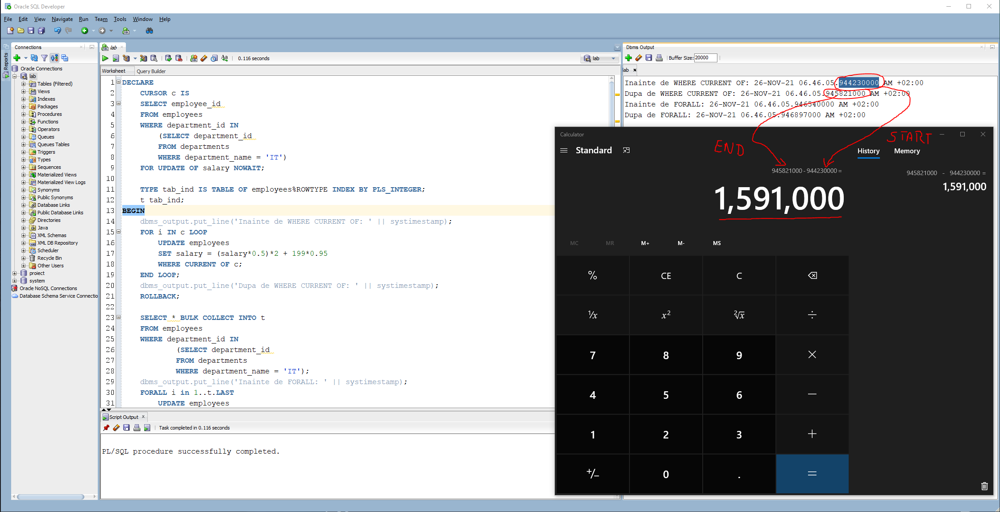 Oracle SQL Developer
File Edit View Navigate Run Team Tools Window Help
Reports
Connections
Oracle Connections
lab
Tables (Filtered)
Views
Indexes
Packages
Procedures
Functions
Operators
Queues
Queues Tables
Triggers
Types
Sequences
Materialized Views
Materialized View Logs
Synonyms
Public Synonyms
Database Links
Public Database Links
Directories
Java
XML Schemas
XML DB Repository
Scheduler
Recycle Bin
Other Users
proiect
system
Oracle NoSQL Connections
Database Schema Service Connectio
lab
0.116 seconds
lab
Worksheet Query Builder
1 DECLARE
2 CURSOR c IS
3 SELECT employee_id
4 FROM employees
5 WHERE department_id IN
6 (SELECT department_id
7 FROM departments
8 WHERE department_name = 'IT')
9 FOR UPDATE OF salary NOWAIT;
10
11 TYPE tab_ind IS TABLE OF employees%ROWTYPE INDEX BY PLS_INTEGER;
12 t tab_ind;
13 BEGIN
14 dbms_output.put_line('Inainte de WHERE CURRENT OF: ' || systimestamp);
15 FOR i IN c LOOP
16 UPDATE employees
17 SET salary = (salary*0.5)*2 + 199*0.95
18 WHERE CURRENT OF c;
19 END LOOP;
20 dbms_output.put_line('Dupa de WHERE CURRENT OF: ' || systimestamp);
21 ROLLBACK;
22
23 SELECT * BULK COLLECT INTO t
24 FROM employees
25 WHERE department_id IN
26 (SELECT department_id
27 FROM departments
28 WHERE department_name = 'IT');
29 dbms_output.put_line('Inainte de FORALL: ' || systimestamp);
30 FORALL i in 1..t.LAST
31 UPDATE employees
Script Output
Task completed in 0.116 seconds
PL/SQL procedure successfully completed.
Dbms Output
Buffer Size: 20000
lab
Inainte de WHERE CURRENT OF: 26-NOV-21 06.46.05.944230000 AM +02:00
Dupa de WHERE CURRENT OF: 26-NOV-21 06.46.05.945821000 AM +02:00
Inainte de FORALL: 26-NOV-21 06.46.05.946540000 AM +02:00
Dupa de FORALL: 26-NOV-21 06.46.05.946897000 AM +02:00
Calculator
Standard
END
START
History Memory
945821000 - 944230000 =
1,591,000
945821000 - 944230000 =
1,591,000
MC MR M+ M- MS
% CE C
1/x x² ²√x ÷
7 8 9 ×
4 5 6 −
1 2 3 +
+/− 0 . =